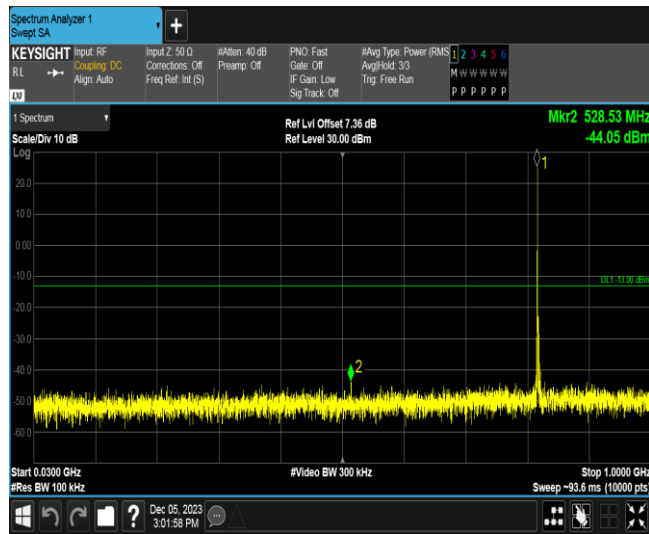 Spectrum Analyzer 1
Swept SA
+
KEYSIGHT
RL
LXI
Input: RF
Coupling: DC
Align: Auto
Input Z: 50 Ω
Corrections: Off
Freq Ref: Int (S)
#Atten: 40 dB
Preamp: Off
PNO: Fast
Gate: Off
IF Gain: Low
Sig Track: Off
#Avg Type: Power (RMS
Avg|Hold: 3/3
Trig: Free Run
1 2 3 4 5 6
M W W W W W
P P P P P P
1 Spectrum
Scale/Div 10 dB
Log
Ref Lvl Offset 7.36 dB
Ref Level 30.00 dBm
Mkr2 528.53 MHz
-44.05 dBm
1
20.0
10.0
0.00
-10.0
DL1 -13.00 dBm
-20.0
-30.0
-40.0
2
-50.0
-60.0
Start 0.0300 GHz
#Res BW 100 kHz
#Video BW 300 kHz
Stop 1.0000 GHz
Sweep ~93.6 ms (10000 pts)
?
Dec 05, 2023
3:01:58 PM